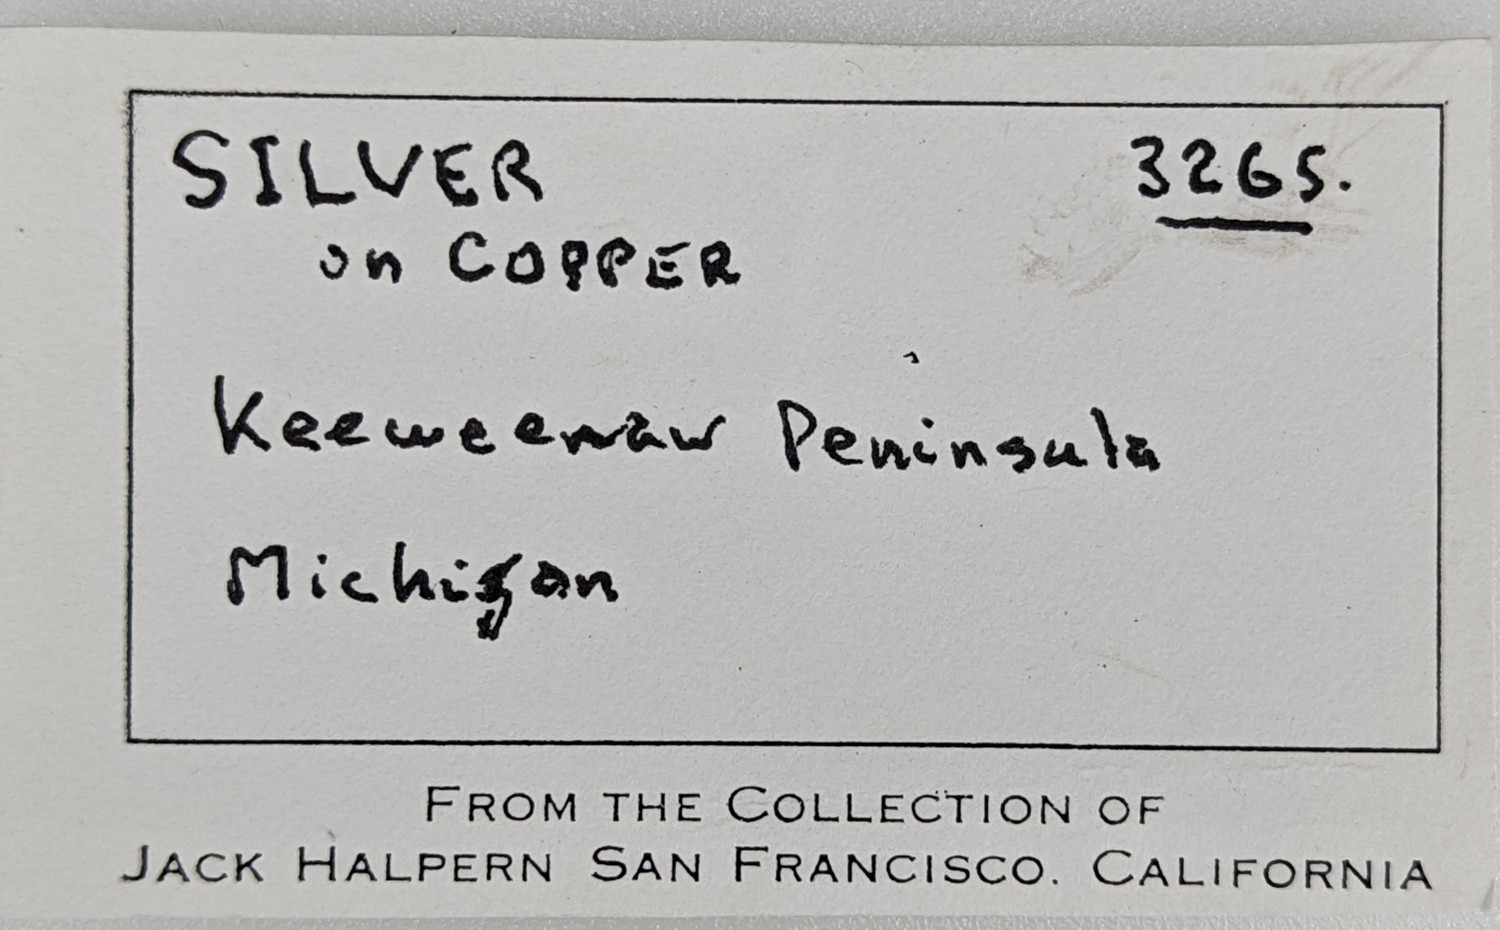 SILVER 3265.
on COPPER
Keeweenaw Peninsula
Michigan
FROM THE COLLECTION OF
JACK HALPERN SAN FRANCISCO. CALIFORNIA